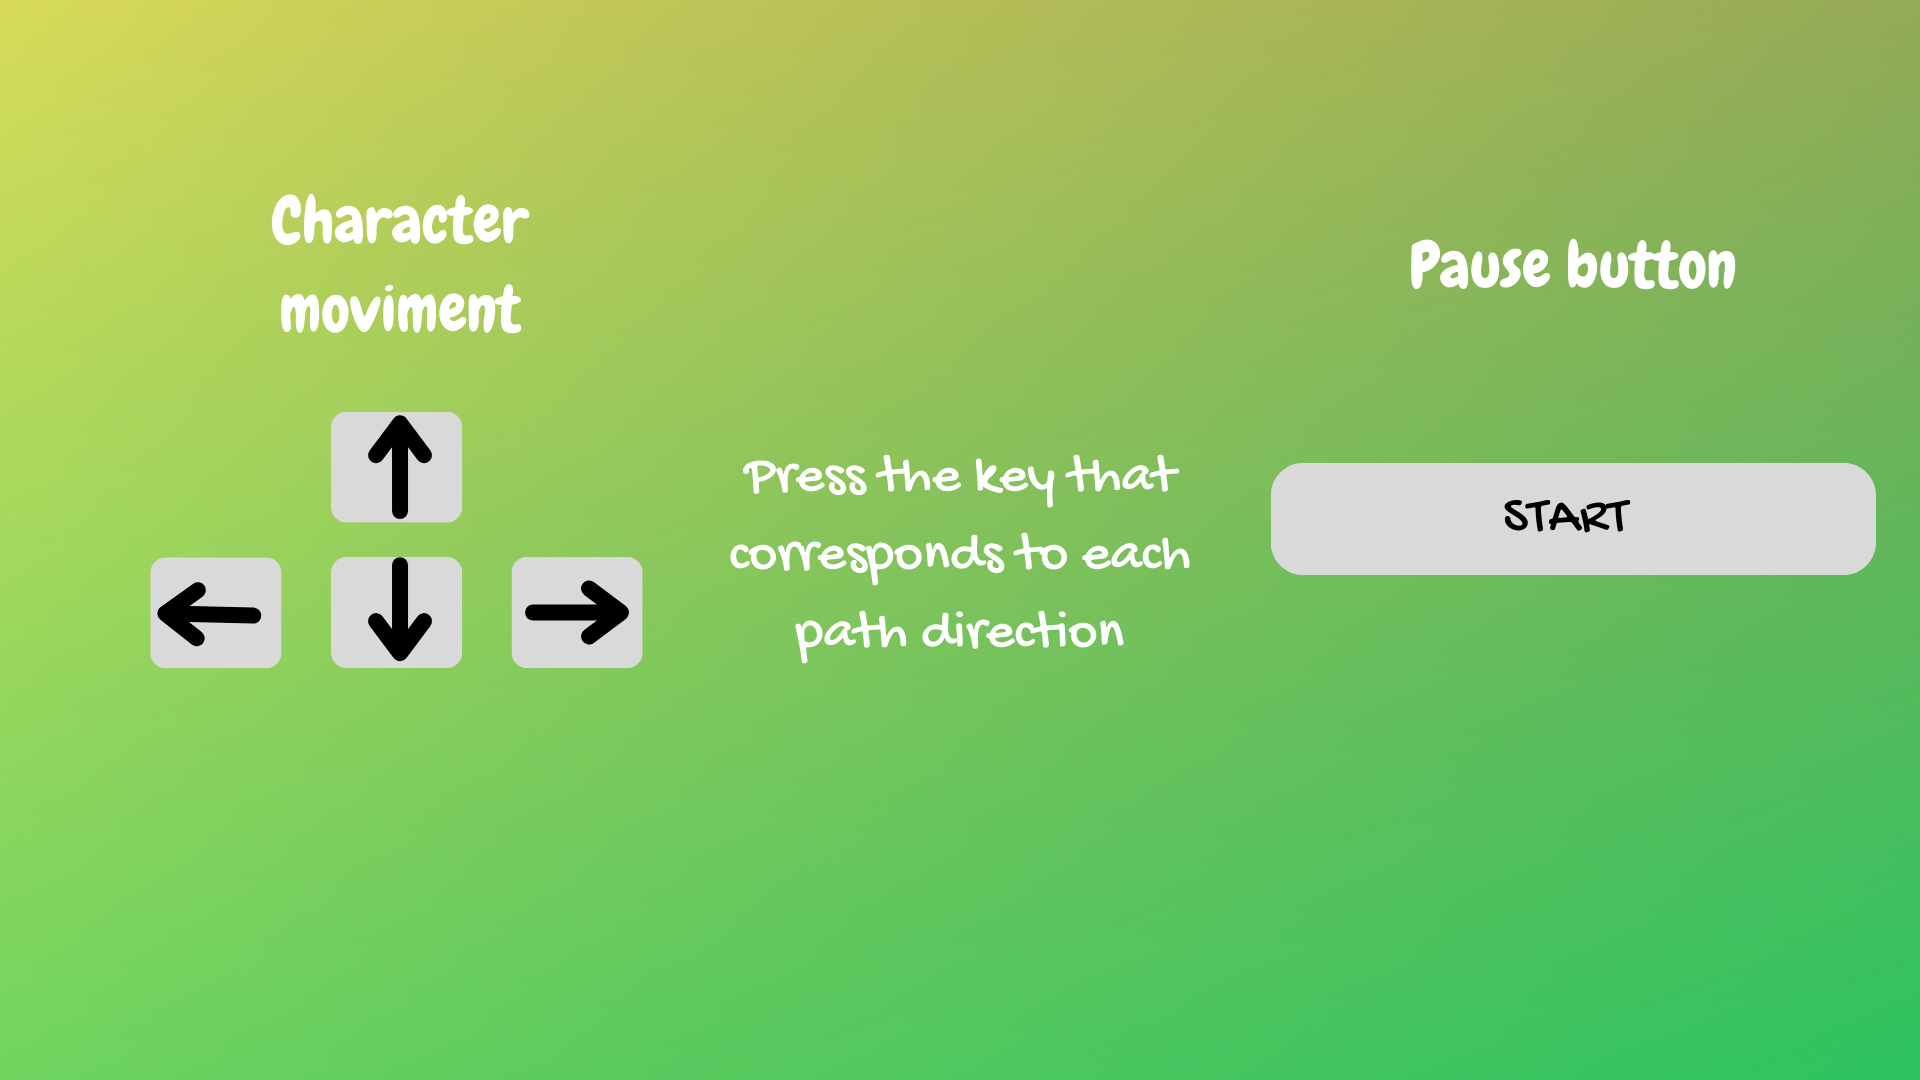 Character
moviment
Press the key that
corresponds to each
path direction
Pause button
START